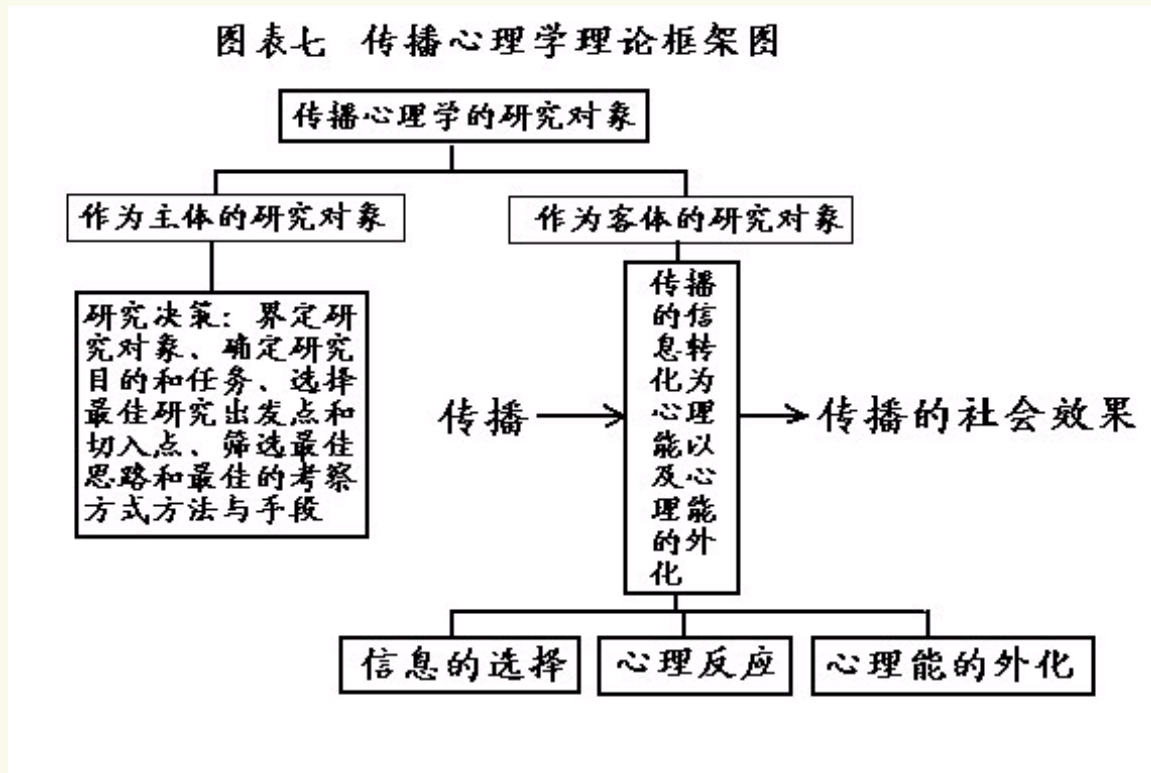 图表七 传播心理学理论框架图
传播心理学的研究对象
作为主体的研究对象
作为客体的研究对象
研究决策：界定研
究对象、确定研究
目的和任务、选择
最佳研究出发点和
切入点、筛选最佳
思路和最佳的考察
方式方法与手段
传播
传播
的信
息转
化为
心理
能以
及心
理能
的外
化
传播的社会效果
信息的选择
心理反应
心理能的外化